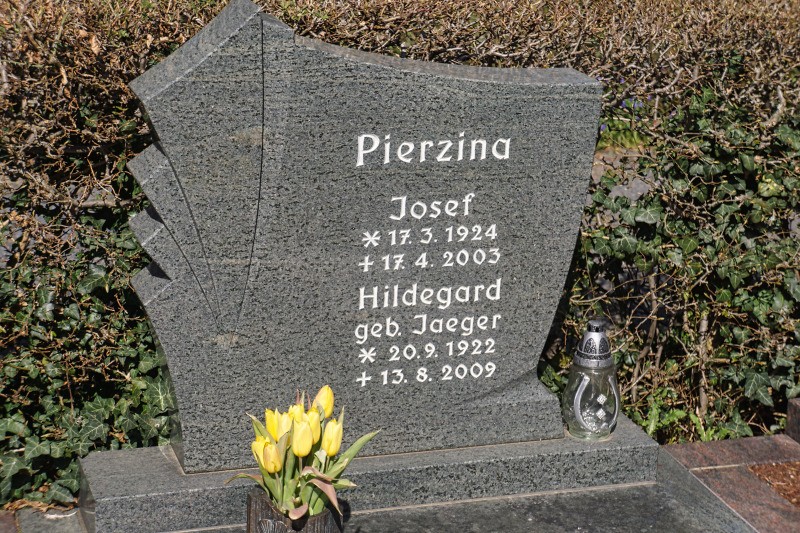 Pierzina
Josef
* 17. 3. 1924
+ 17. 4. 2003
Hildegard
geb. Jaeger
* 20. 9. 1922
+ 13. 8. 2009